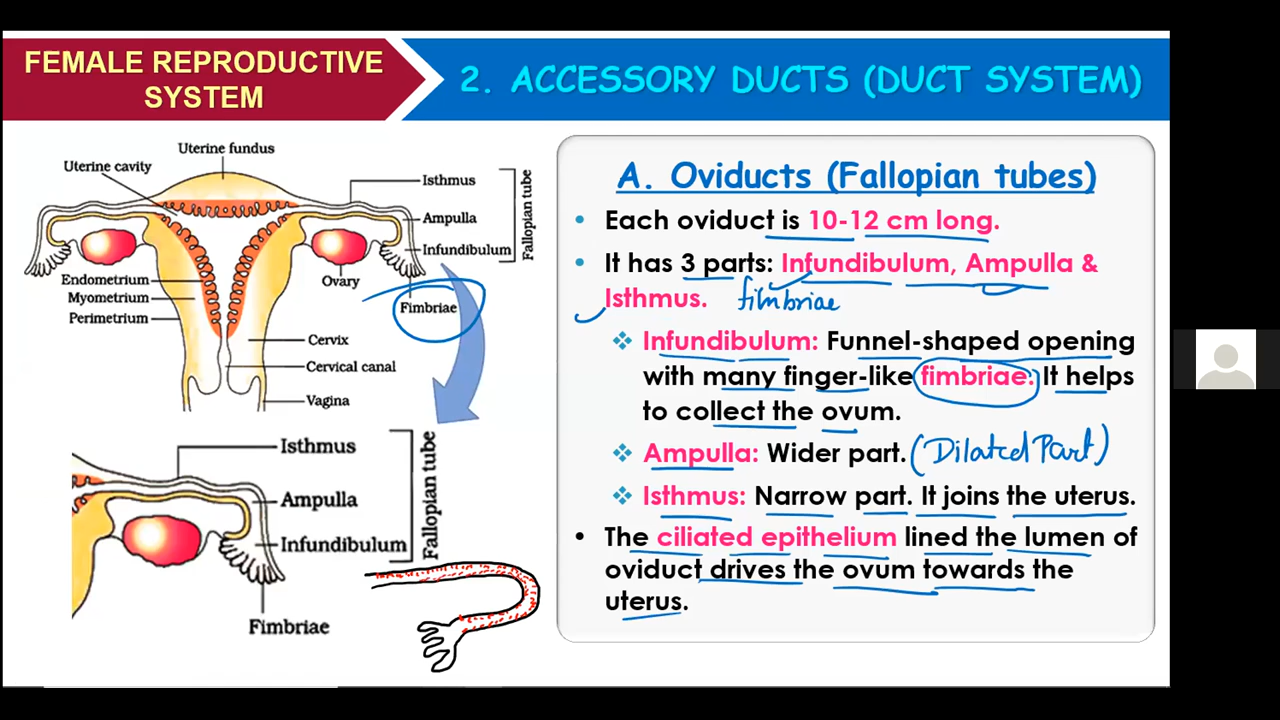 FEMALE REPRODUCTIVE
SYSTEM
2. ACCESSORY DUCTS (DUCT SYSTEM)
Uterine fundus
Uterine cavity
Isthmus
Ampulla
Infundibulum
Fallopian tube
Ovary
Fimbriae
Endometrium
Myometrium
Perimetrium
Cervix
Cervical canal
Vagina
Isthmus
Ampulla
Infundibulum
Fallopian tube
Fimbriae
A. Oviducts (Fallopian tubes)
• Each oviduct is 10-12 cm long.
• It has 3 parts: Infundibulum, Ampulla &
Isthmus. fimbriae
❖ Infundibulum: Funnel-shaped opening
with many finger-like fimbriae. It helps
to collect the ovum.
❖ Ampulla: Wider part. (Dilated Part)
❖ Isthmus: Narrow part. It joins the uterus.
• The ciliated epithelium lined the lumen of
oviduct drives the ovum towards the
uterus.